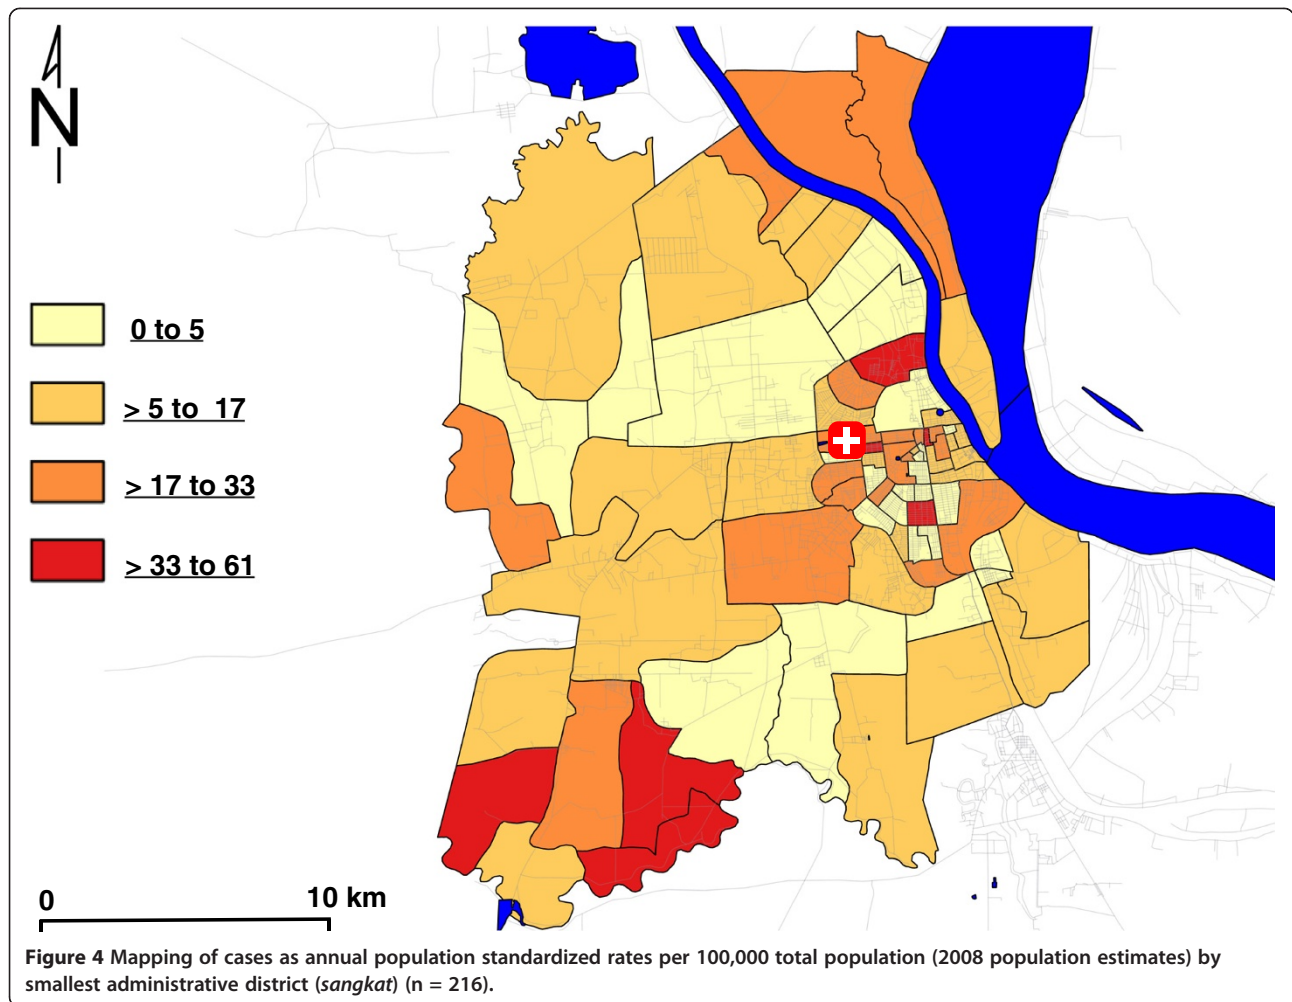 N
0 to 5
> 5 to 17
> 17 to 33
> 33 to 61
0 10 km
Figure 4 Mapping of cases as annual population standardized rates per 100,000 total population (2008 population estimates) by
smallest administrative district (sangkat) (n = 216).